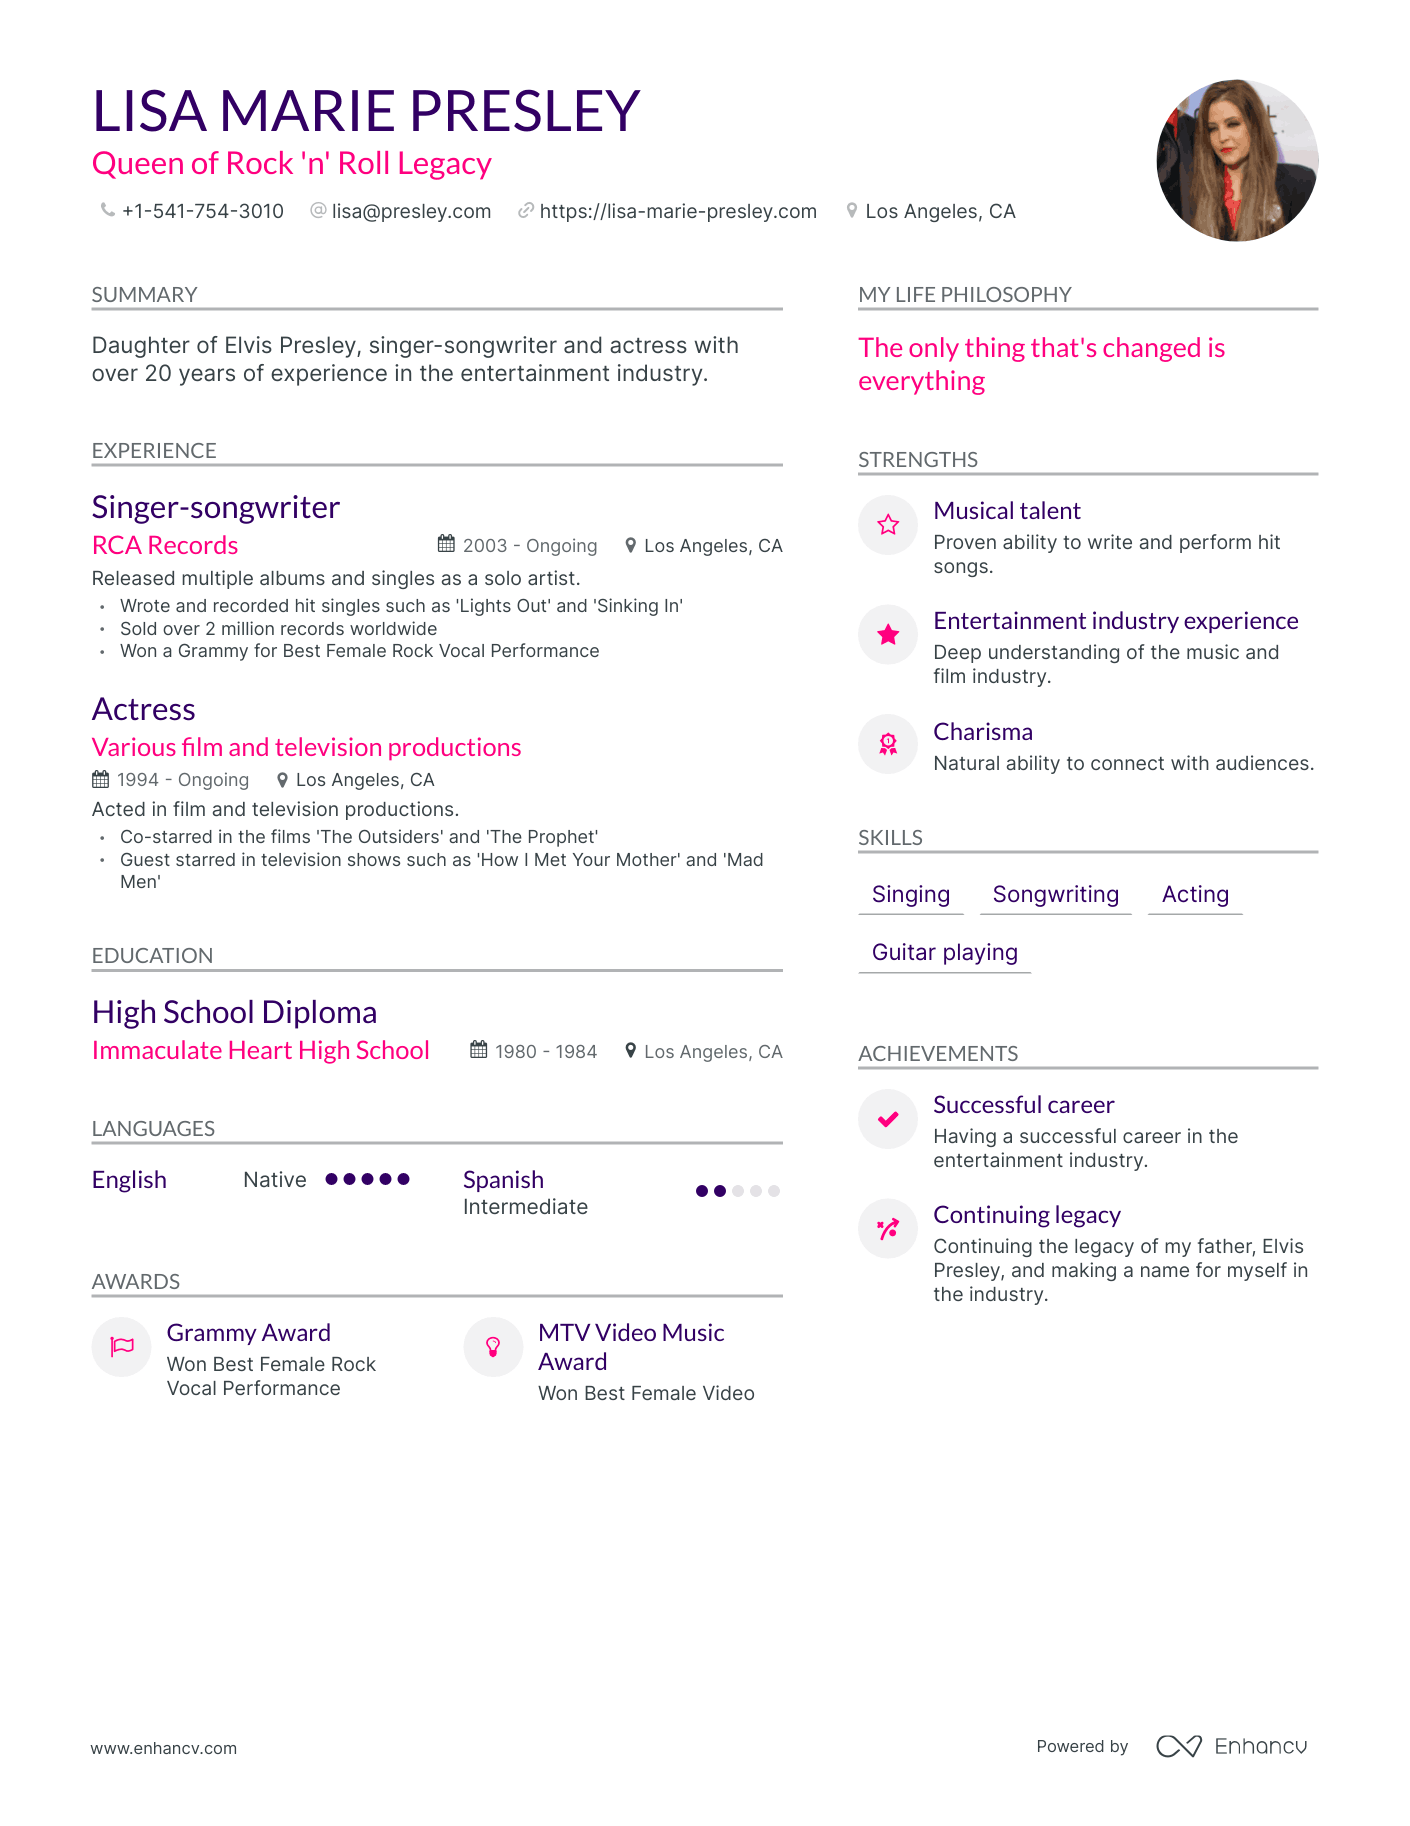 LISA MARIE PRESLEY
Queen of Rock 'n' Roll Legacy
+1-541-754-3010 lisa@presley.com https://lisa-marie-presley.com Los Angeles, CA
SUMMARY
Daughter of Elvis Presley, singer-songwriter and actress with
over 20 years of experience in the entertainment industry.
EXPERIENCE
Singer-songwriter
RCA Records 2003 - Ongoing Los Angeles, CA
Released multiple albums and singles as a solo artist.
• Wrote and recorded hit singles such as 'Lights Out' and 'Sinking In'
• Sold over 2 million records worldwide
• Won a Grammy for Best Female Rock Vocal Performance
Actress
Various film and television productions
1994 - Ongoing Los Angeles, CA
Acted in film and television productions.
• Co-starred in the films 'The Outsiders' and 'The Prophet'
• Guest starred in television shows such as 'How I Met Your Mother' and 'Mad
Men'
EDUCATION
High School Diploma
Immaculate Heart High School 1980 - 1984 Los Angeles, CA
LANGUAGES
English Native
Spanish
Intermediate
AWARDS
Grammy Award
Won Best Female Rock
Vocal Performance
MTV Video Music
Award
Won Best Female Video
MY LIFE PHILOSOPHY
The only thing that's changed is
everything
STRENGTHS
Musical talent
Proven ability to write and perform hit
songs.
Entertainment industry experience
Deep understanding of the music and
film industry.
Charisma
Natural ability to connect with audiences.
SKILLS
Singing Songwriting Acting
Guitar playing
ACHIEVEMENTS
Successful career
Having a successful career in the
entertainment industry.
Continuing legacy
Continuing the legacy of my father, Elvis
Presley, and making a name for myself in
the industry.
www.enhancv.com
Powered by Enhancv